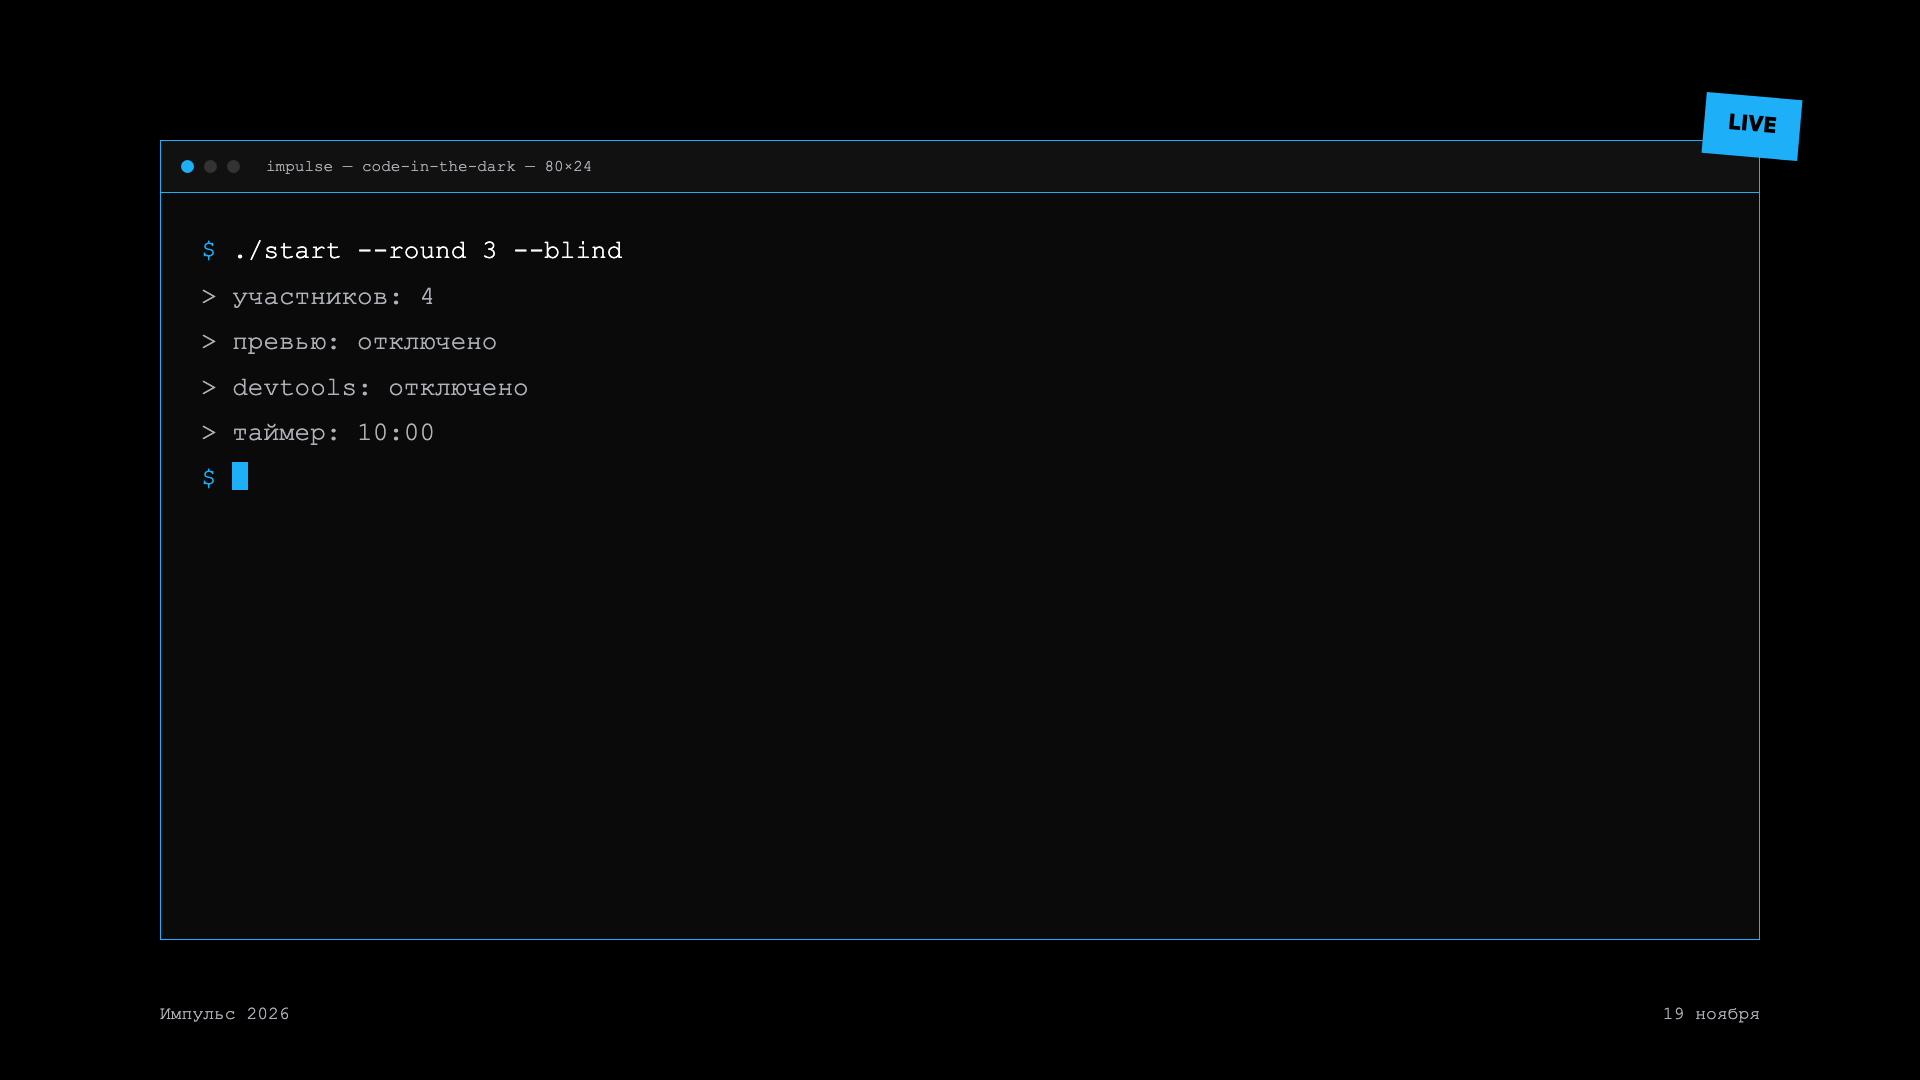 LIVE
impulse — code-in-the-dark — 80×24
$ ./start --round 3 --blind
> участников: 4
> превью: отключено
> devtools: отключено
> таймер: 10:00
$
Импульс 2026
19 ноября